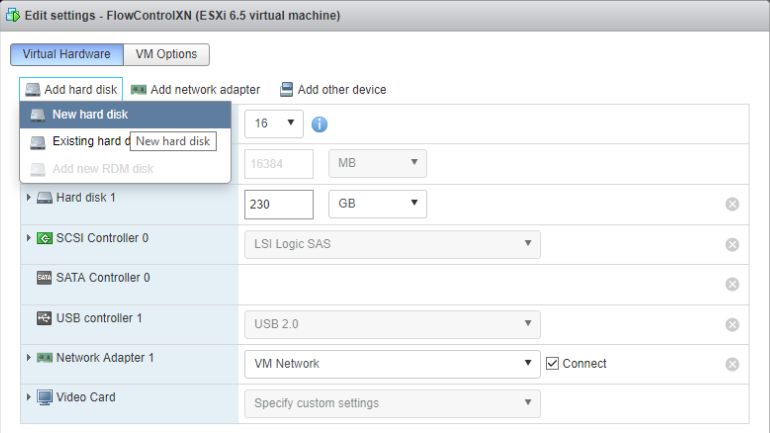 Edit settings - FlowControlXN (ESXi 6.5 virtual machine)
Virtual Hardware VM Options
Add hard disk Add network adapter Add other device
New hard disk
16
Existing hard d
New hard disk
Add new RDM disk
16384 MB
Hard disk 1 230 GB
SCSI Controller 0 LSI Logic SAS
SATA SATA Controller 0
USB controller 1 USB 2.0
Network Adapter 1 VM Network Connect
Video Card Specify custom settings